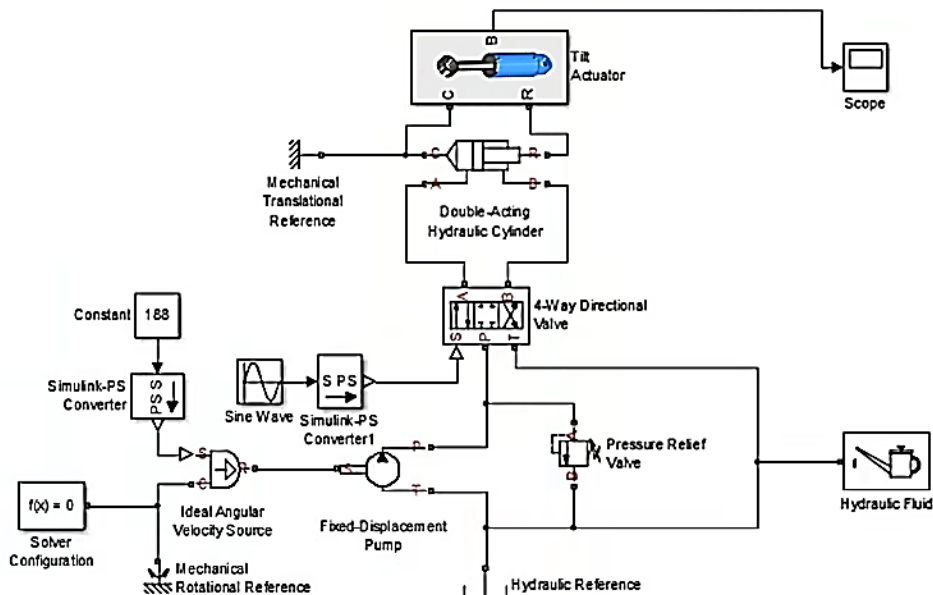 B
Tilt
Actuator
C
R
Scope
C
R
A
B
Mechanical
Translational
Reference
Double-Acting
Hydraulic Cylinder
A
B
S
P
T
4-Way Directional
Valve
Constant
188
Simulink-PS
Converter
PS S
Sine Wave
S PS
Simulink-PS
Converter1
S
C
R
Ideal Angular
Velocity Source
S
P
T
Fixed-Displacement
Pump
A
B
Pressure Relief
Valve
Hydraulic Fluid
f(x) = 0
Solver
Configuration
Mechanical
Rotational Reference
Hydraulic Reference